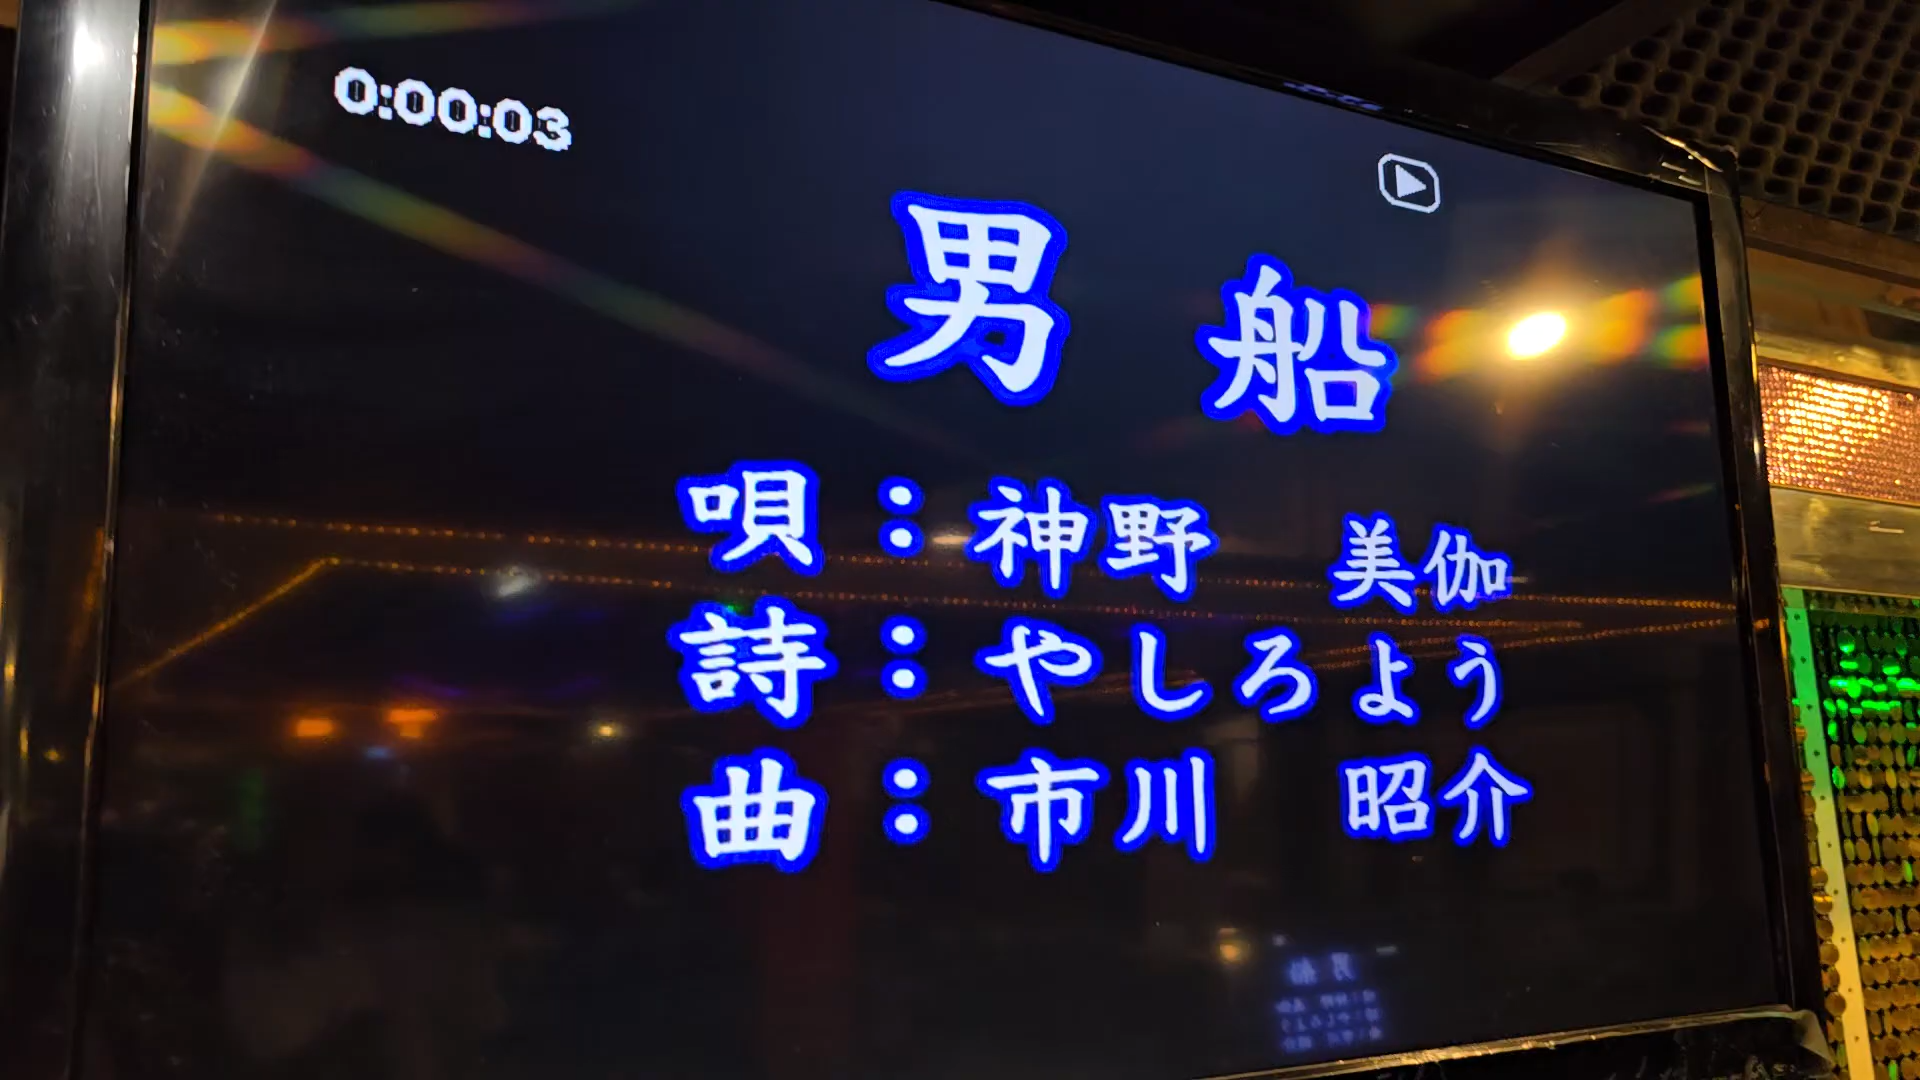 0:00:03
男 船
唄：神野 美伽
詩：やしろ よう
曲：市川 昭介